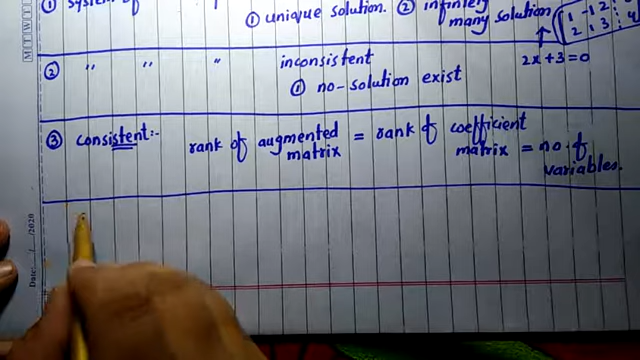 ① system of
① unique solution. ② infinitely
many solution
1 -1 2 :
2 : 3 : 4
② " " " inconsistent
2x + 3 = 0
① no-solution exist
③ consistent:- rank of augmented matrix = rank of coefficient matrix = no. of variables.
Date: / /2020